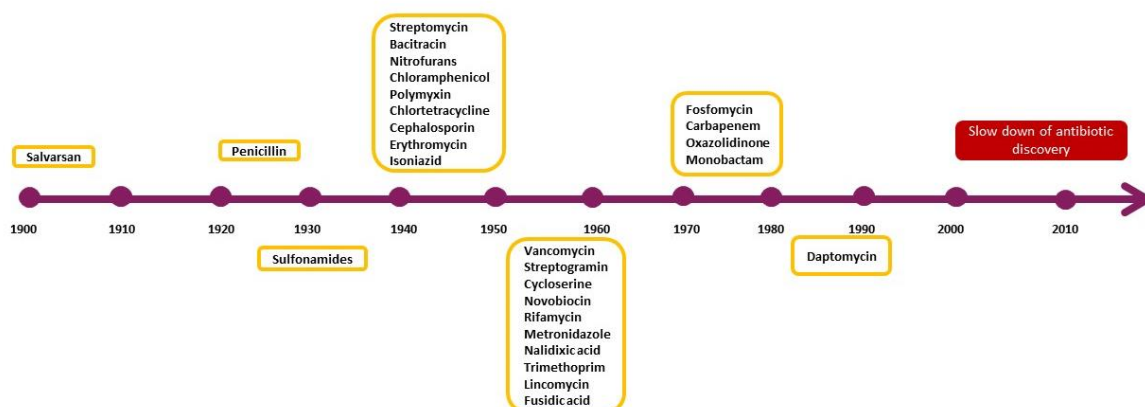 Streptomycin
Bacitracin
Nitrofurans
Chloramphenicol
Polymyxin
Chlortetracycline
Cephalosporin
Erythromycin
Isoniazid
Fosfomycin
Carbapenem
Oxazolidinone
Monobactam
Slow down of antibiotic
discovery
Salvarsan
Penicillin
1900 1910 1920 1930 1940 1950 1960 1970 1980 1990 2000 2010
Sulfonamides
Vancomycin
Streptogramin
Cycloserine
Novobiocin
Rifamycin
Metronidazole
Nalidixic acid
Trimethoprim
Lincomycin
Fusidic acid
Daptomycin